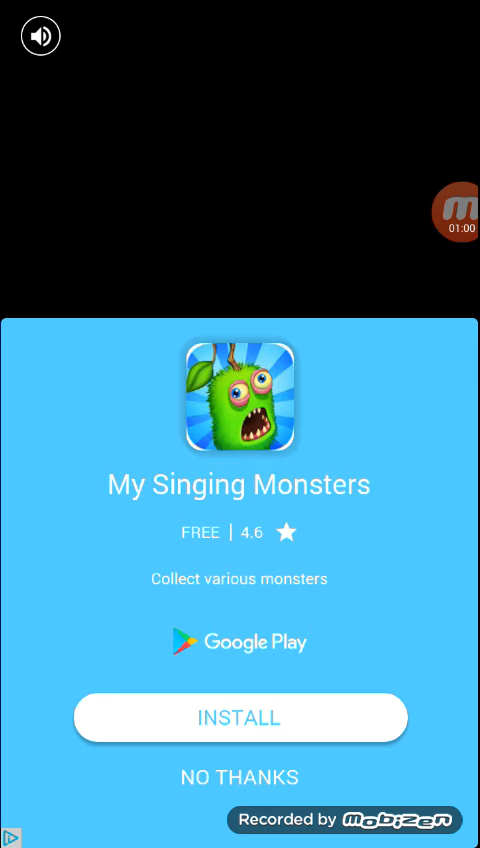 01:00
My Singing Monsters
FREE | 4.6
Collect various monsters
Google Play
INSTALL
NO THANKS
Recorded by mobizen